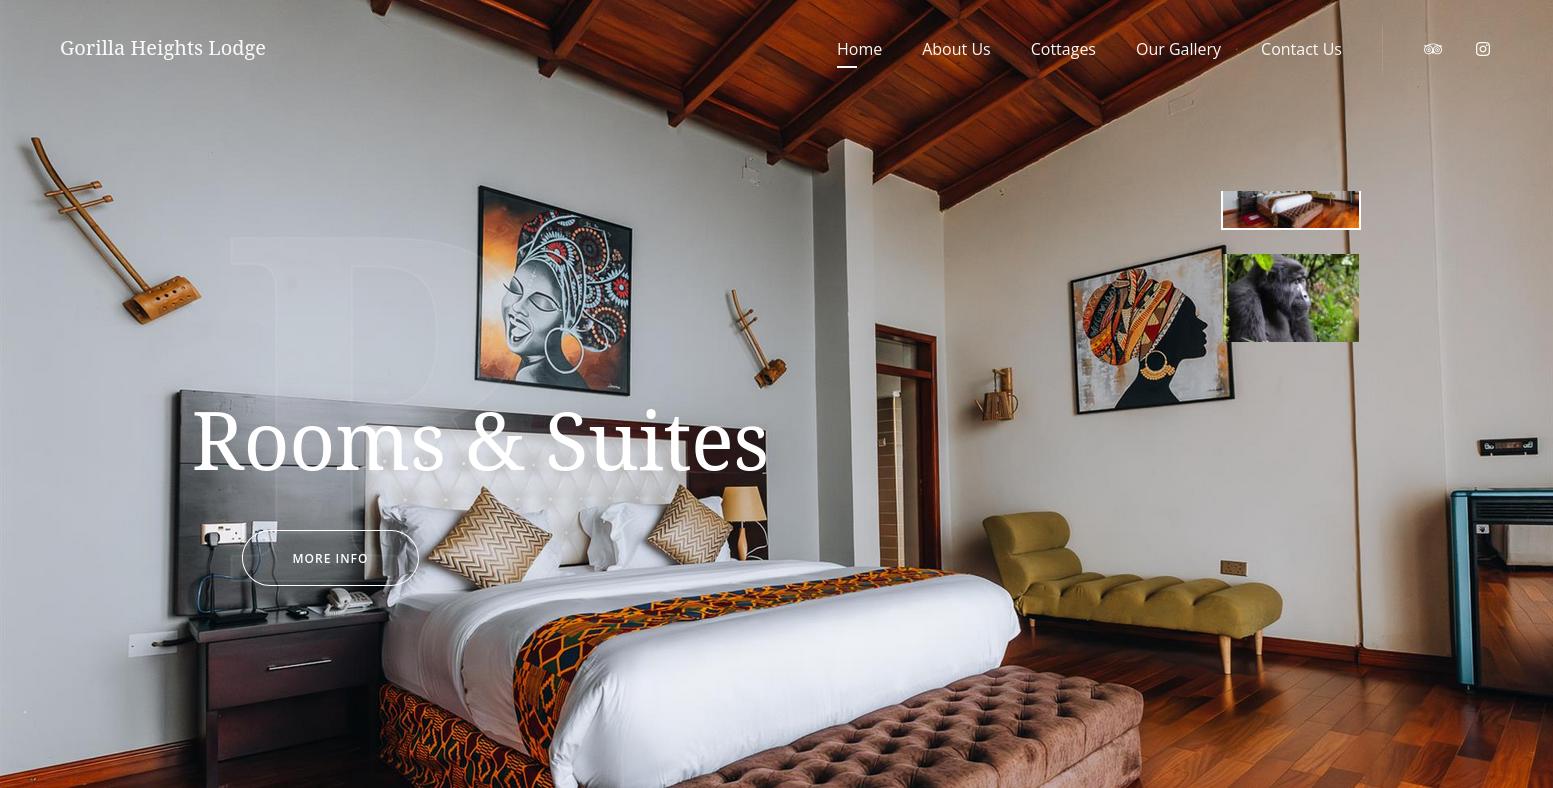 Gorilla Heights Lodge
Home
About Us
Cottages
Our Gallery
Contact Us
R
Rooms & Suites
MORE INFO